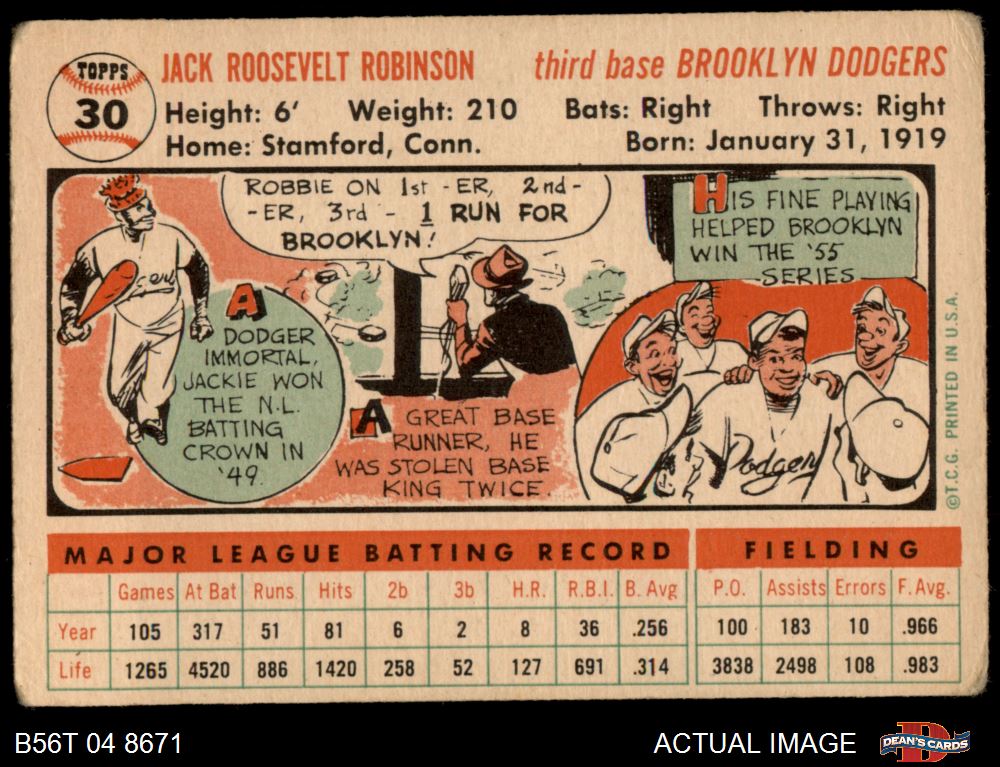 TOPPS
30
JACK ROOSEVELT ROBINSON
third base BROOKLYN DODGERS
Height: 6' Weight: 210 Bats: Right Throws: Right
Home: Stamford, Conn. Born: January 31, 1919
ROBBIE ON 1st -ER, 2nd-
-ER, 3rd - 1 RUN FOR
BROOKLYN!
A
DODGER
IMMORTAL,
JACKIE WON
THE N.L.
BATTING
CROWN IN
'49.
A GREAT BASE
RUNNER, HE
WAS STOLEN BASE
KING TWICE.
HIS FINE PLAYING
HELPED BROOKLYN
WIN THE '55
SERIES
Dodgers
©T.C.G. PRINTED IN U.S.A.
MAJOR LEAGUE BATTING RECORD FIELDING
Games At Bat Runs Hits 2b 3b H.R. R.B.I. B. Avg P.O. Assists Errors F. Avg.
Year 105 317 51 81 6 2 8 36 .256 100 183 10 .966
Life 1265 4520 886 1420 258 52 127 691 .314 3838 2498 108 .983
B56T 04 8671
ACTUAL IMAGE
D
DEAN'S CARDS